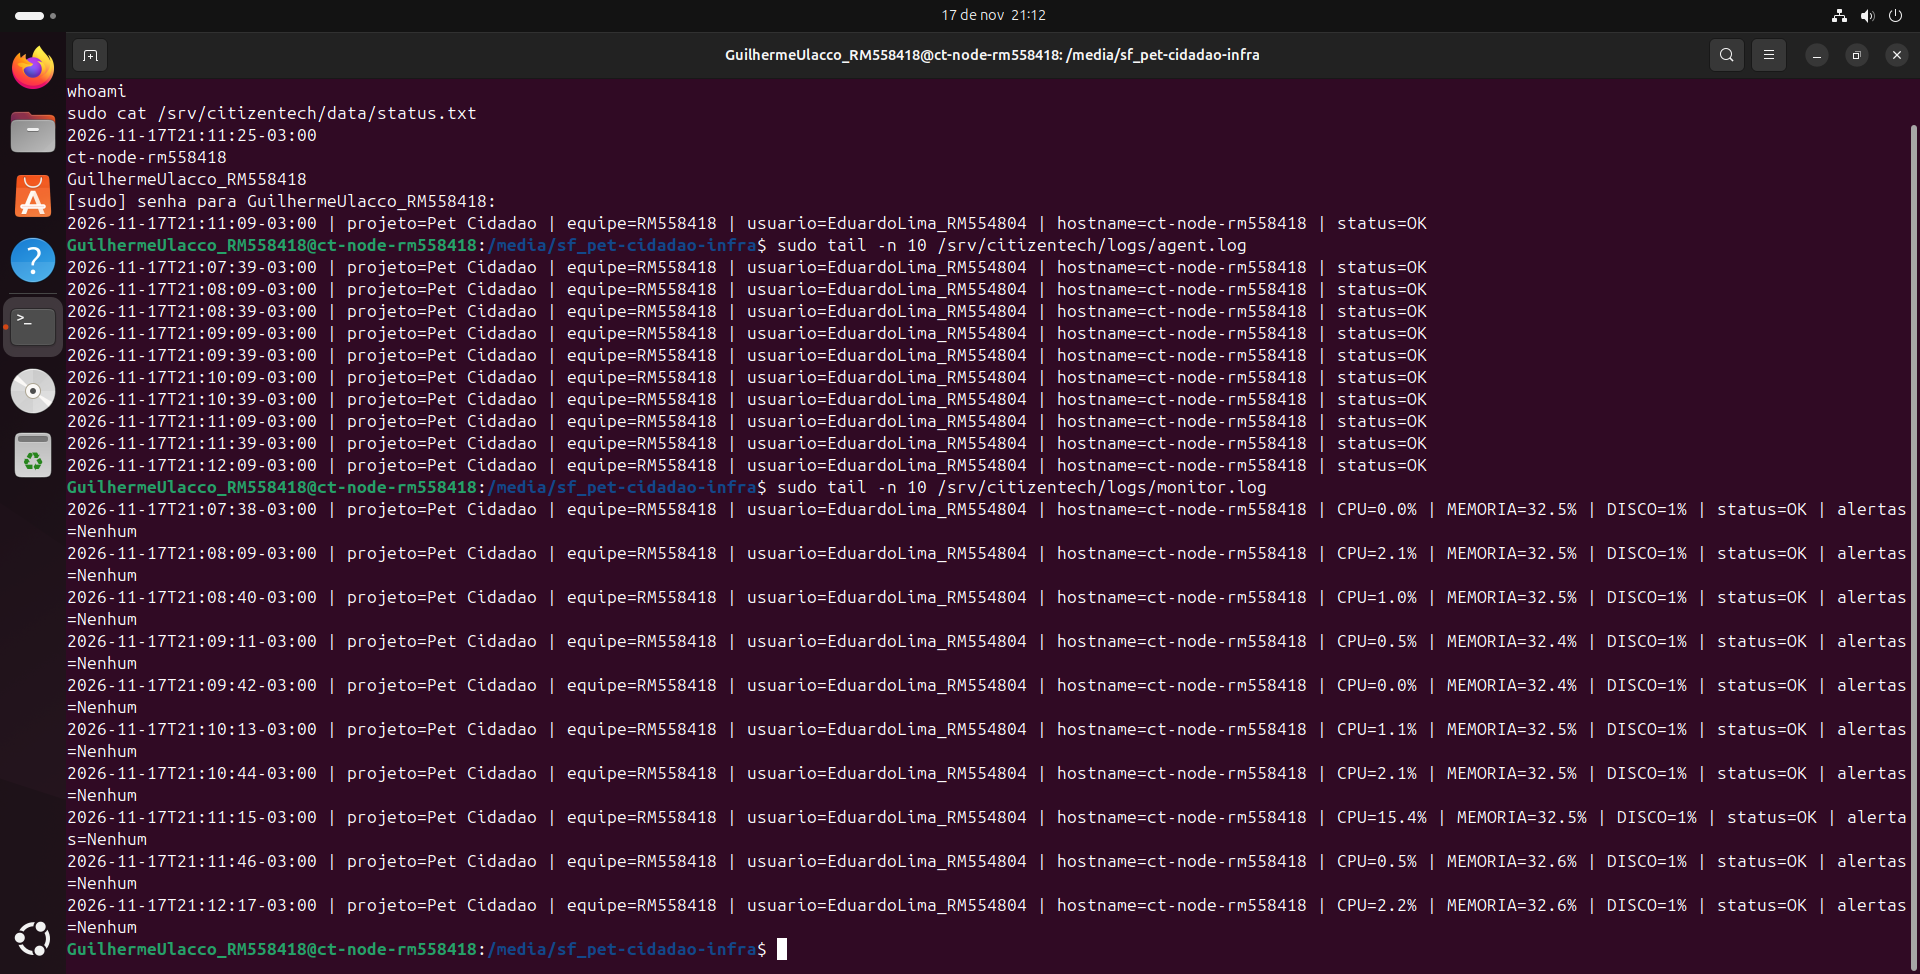 17 de nov 21:12
GuilhermeUlacco_RM558418@ct-node-rm558418: /media/sf_pet-cidadao-infra
whoami
sudo cat /srv/citizentech/data/status.txt
2026-11-17T21:11:25-03:00
ct-node-rm558418
GuilhermeUlacco_RM558418
[sudo] senha para GuilhermeUlacco_RM558418:
2026-11-17T21:11:09-03:00 | projeto=Pet Cidadao | equipe=RM558418 | usuario=EduardoLima_RM554804 | hostname=ct-node-rm558418 | status=OK
GuilhermeUlacco_RM558418@ct-node-rm558418:/media/sf_pet-cidadao-infra$ sudo tail -n 10 /srv/citizentech/logs/agent.log
2026-11-17T21:07:39-03:00 | projeto=Pet Cidadao | equipe=RM558418 | usuario=EduardoLima_RM554804 | hostname=ct-node-rm558418 | status=OK
2026-11-17T21:08:09-03:00 | projeto=Pet Cidadao | equipe=RM558418 | usuario=EduardoLima_RM554804 | hostname=ct-node-rm558418 | status=OK
2026-11-17T21:08:39-03:00 | projeto=Pet Cidadao | equipe=RM558418 | usuario=EduardoLima_RM554804 | hostname=ct-node-rm558418 | status=OK
2026-11-17T21:09:09-03:00 | projeto=Pet Cidadao | equipe=RM558418 | usuario=EduardoLima_RM554804 | hostname=ct-node-rm558418 | status=OK
2026-11-17T21:09:39-03:00 | projeto=Pet Cidadao | equipe=RM558418 | usuario=EduardoLima_RM554804 | hostname=ct-node-rm558418 | status=OK
2026-11-17T21:10:09-03:00 | projeto=Pet Cidadao | equipe=RM558418 | usuario=EduardoLima_RM554804 | hostname=ct-node-rm558418 | status=OK
2026-11-17T21:10:39-03:00 | projeto=Pet Cidadao | equipe=RM558418 | usuario=EduardoLima_RM554804 | hostname=ct-node-rm558418 | status=OK
2026-11-17T21:11:09-03:00 | projeto=Pet Cidadao | equipe=RM558418 | usuario=EduardoLima_RM554804 | hostname=ct-node-rm558418 | status=OK
2026-11-17T21:11:39-03:00 | projeto=Pet Cidadao | equipe=RM558418 | usuario=EduardoLima_RM554804 | hostname=ct-node-rm558418 | status=OK
2026-11-17T21:12:09-03:00 | projeto=Pet Cidadao | equipe=RM558418 | usuario=EduardoLima_RM554804 | hostname=ct-node-rm558418 | status=OK
GuilhermeUlacco_RM558418@ct-node-rm558418:/media/sf_pet-cidadao-infra$ sudo tail -n 10 /srv/citizentech/logs/monitor.log
2026-11-17T21:07:38-03:00 | projeto=Pet Cidadao | equipe=RM558418 | usuario=EduardoLima_RM554804 | hostname=ct-node-rm558418 | CPU=0.0% | MEMORIA=32.5% | DISCO=1% | status=OK | alertas
=Nenhum
2026-11-17T21:08:09-03:00 | projeto=Pet Cidadao | equipe=RM558418 | usuario=EduardoLima_RM554804 | hostname=ct-node-rm558418 | CPU=2.1% | MEMORIA=32.5% | DISCO=1% | status=OK | alertas
=Nenhum
2026-11-17T21:08:40-03:00 | projeto=Pet Cidadao | equipe=RM558418 | usuario=EduardoLima_RM554804 | hostname=ct-node-rm558418 | CPU=1.0% | MEMORIA=32.5% | DISCO=1% | status=OK | alertas
=Nenhum
2026-11-17T21:09:11-03:00 | projeto=Pet Cidadao | equipe=RM558418 | usuario=EduardoLima_RM554804 | hostname=ct-node-rm558418 | CPU=0.5% | MEMORIA=32.4% | DISCO=1% | status=OK | alertas
=Nenhum
2026-11-17T21:09:42-03:00 | projeto=Pet Cidadao | equipe=RM558418 | usuario=EduardoLima_RM554804 | hostname=ct-node-rm558418 | CPU=0.0% | MEMORIA=32.4% | DISCO=1% | status=OK | alertas
=Nenhum
2026-11-17T21:10:13-03:00 | projeto=Pet Cidadao | equipe=RM558418 | usuario=EduardoLima_RM554804 | hostname=ct-node-rm558418 | CPU=1.1% | MEMORIA=32.5% | DISCO=1% | status=OK | alertas
=Nenhum
2026-11-17T21:10:44-03:00 | projeto=Pet Cidadao | equipe=RM558418 | usuario=EduardoLima_RM554804 | hostname=ct-node-rm558418 | CPU=2.1% | MEMORIA=32.5% | DISCO=1% | status=OK | alertas
=Nenhum
2026-11-17T21:11:15-03:00 | projeto=Pet Cidadao | equipe=RM558418 | usuario=EduardoLima_RM554804 | hostname=ct-node-rm558418 | CPU=15.4% | MEMORIA=32.5% | DISCO=1% | status=OK | alerta
s=Nenhum
2026-11-17T21:11:46-03:00 | projeto=Pet Cidadao | equipe=RM558418 | usuario=EduardoLima_RM554804 | hostname=ct-node-rm558418 | CPU=0.5% | MEMORIA=32.6% | DISCO=1% | status=OK | alertas
=Nenhum
2026-11-17T21:12:17-03:00 | projeto=Pet Cidadao | equipe=RM558418 | usuario=EduardoLima_RM554804 | hostname=ct-node-rm558418 | CPU=2.2% | MEMORIA=32.6% | DISCO=1% | status=OK | alertas
=Nenhum
GuilhermeUlacco_RM558418@ct-node-rm558418:/media/sf_pet-cidadao-infra$